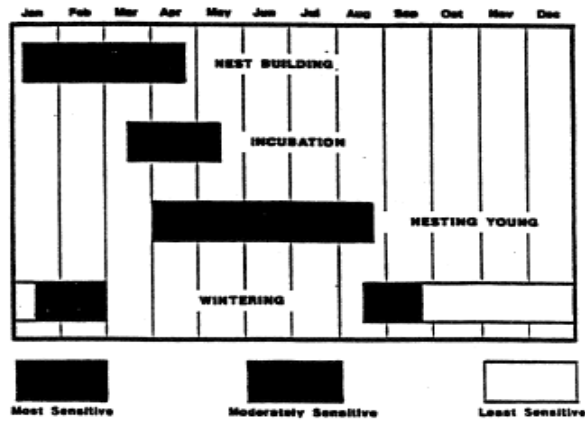 Jan Feb Mar Apr May Jun Jul Aug Sep Oct Nov Dec
NEST BUILDING
INCUBATION
NESTING YOUNG
WINTERING
Most Sensitive Moderately Sensitive Least Sensitive